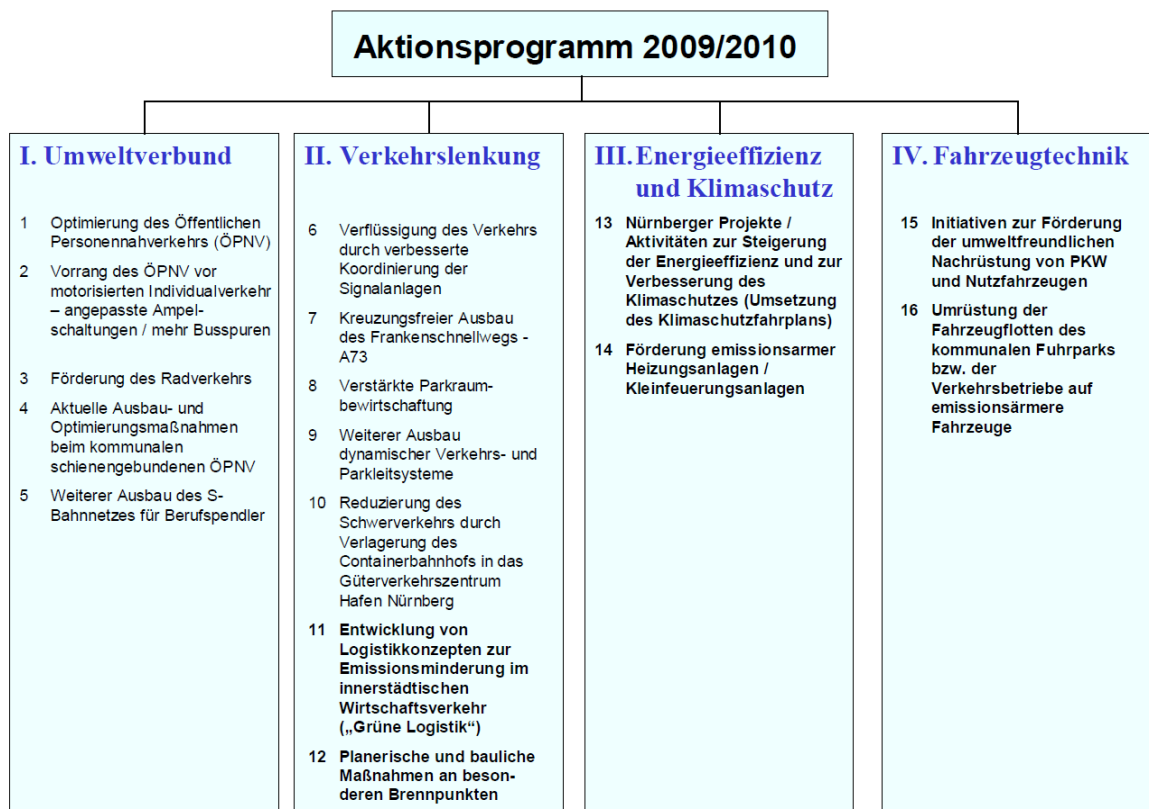 Aktionsprogramm 2009/2010
I. Umweltverbund
1 Optimierung des Öffentlichen
Personennahverkehrs (ÖPNV)
2 Vorrang des ÖPNV vor
motorisierten Individualverkehr
– angepasste Ampel-
schaltungen / mehr Busspuren
3 Förderung des Radverkehrs
4 Aktuelle Ausbau- und
Optimierungsmaßnahmen
beim kommunalen
schienengebundenen ÖPNV
5 Weiterer Ausbau des S-
Bahnnetzes für Berufspendler
II. Verkehrslenkung
6 Verflüssigung des Verkehrs
durch verbesserte
Koordinierung der
Signalanlagen
7 Kreuzungsfreier Ausbau
des Frankenschnellwegs -
A73
8 Verstärkte Parkraum-
bewirtschaftung
9 Weiterer Ausbau
dynamischer Verkehrs- und
Parkleitsysteme
10 Reduzierung des
Schwerverkehrs durch
Verlagerung des
Containerbahnhofs in das
Güterverkehrszentrum
Hafen Nürnberg
11 Entwicklung von
Logistikkonzepten zur
Emissionsminderung im
innerstädtischen
Wirtschaftsverkehr
(„Grüne Logistik“)
12 Planerische und bauliche
Maßnahmen an beson-
deren Brennpunkten
III. Energieeffizienz
und Klimaschutz
13 Nürnberger Projekte /
Aktivitäten zur Steigerung
der Energieeffizienz und zur
Verbesserung des
Klimaschutzes (Umsetzung
des Klimaschutzfahrplans)
14 Förderung emissionsarmer
Heizungsanlagen /
Kleinfeuerungsanlagen
IV. Fahrzeugtechnik
15 Initiativen zur Förderung
der umweltfreundlichen
Nachrüstung von PKW
und Nutzfahrzeugen
16 Umrüstung der
Fahrzeugflotten des
kommunalen Fuhrparks
bzw. der
Verkehrsbetriebe auf
emissionsärmere
Fahrzeuge